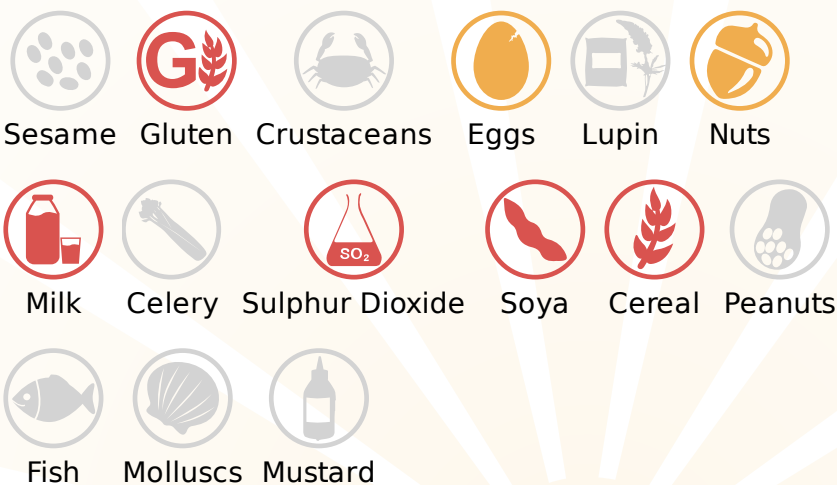 G
Sesame Gluten Crustaceans Eggs Lupin Nuts
SO₂
Milk Celery Sulphur Dioxide Soya Cereal Peanuts
Fish Molluscs Mustard